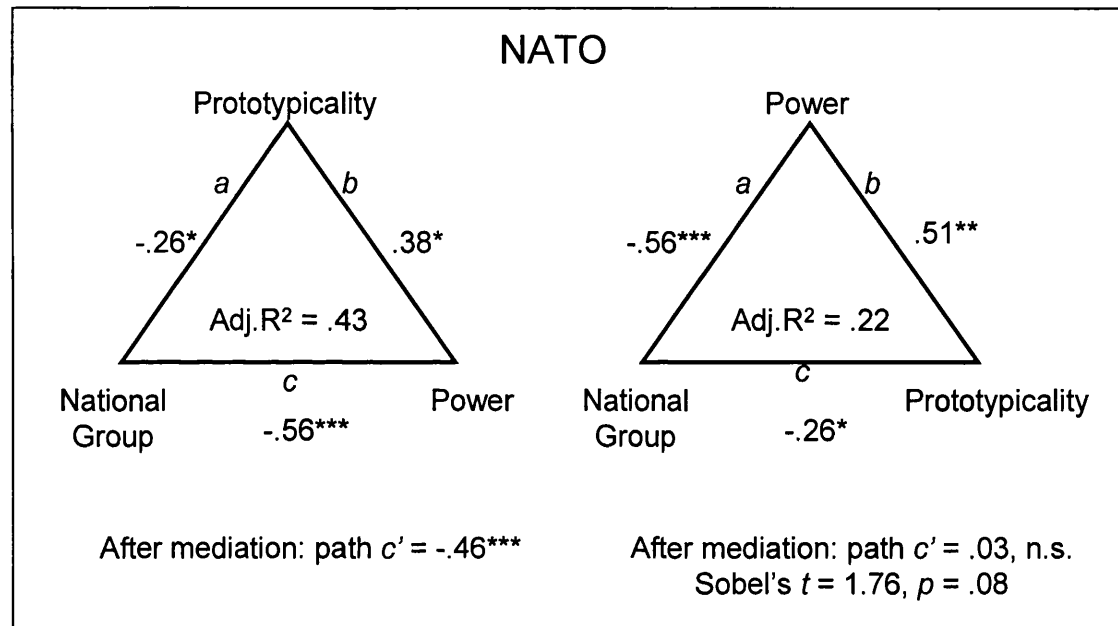 NATO
Prototypicality
a
b
-.26*
.38*
Adj.R² = .43
c
National
Group
Power
-.56***
After mediation: path c' = -.46***
Power
a
b
-.56***
.51**
Adj.R² = .22
c
National
Group
Prototypicality
-.26*
After mediation: path c' = .03, n.s.
Sobel's t = 1.76, p = .08